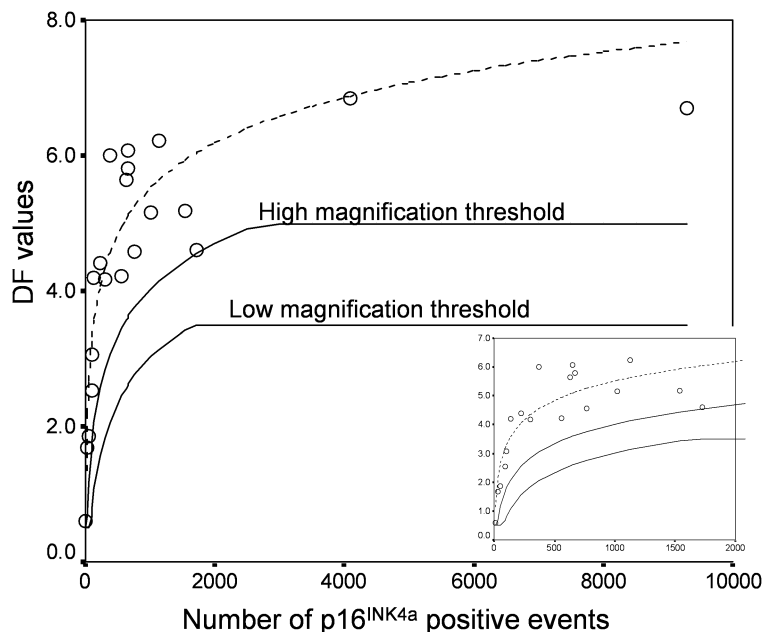 8.0
6.0
4.0
2.0
0.0
DF values
High magnification threshold
Low magnification threshold
7.0
6.0
5.0
4.0
3.0
2.0
1.0
0.0
0 500 1000 1500 2000
0 2000 4000 6000 8000 10000
Number of p16INK4a positive events